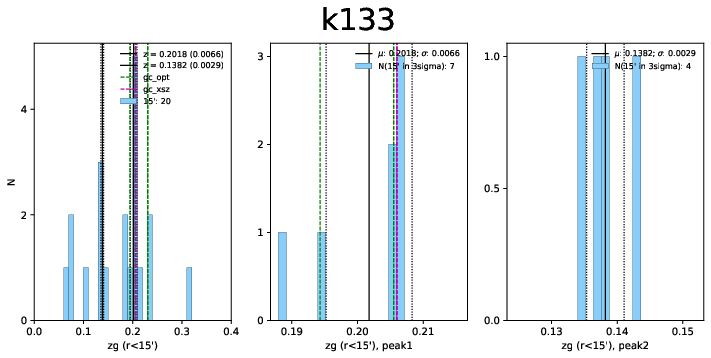 k133
z = 0.2018 (0.0066)
z = 0.1382 (0.0029)
gc_opt
gc_xsz
15': 20
N
0
2
4
0.0 0.1 0.2 0.3 0.4
zg (r<15')
μ: 0.2018; σ: 0.0066
N(15' in 3sigma): 7
0
1
2
3
0.19 0.20 0.21
zg (r<15'), peak1
μ: 0.1382; σ: 0.0029
N(15' in 3sigma): 4
0.0
0.5
1.0
0.13 0.14 0.15
zg (r<15'), peak2